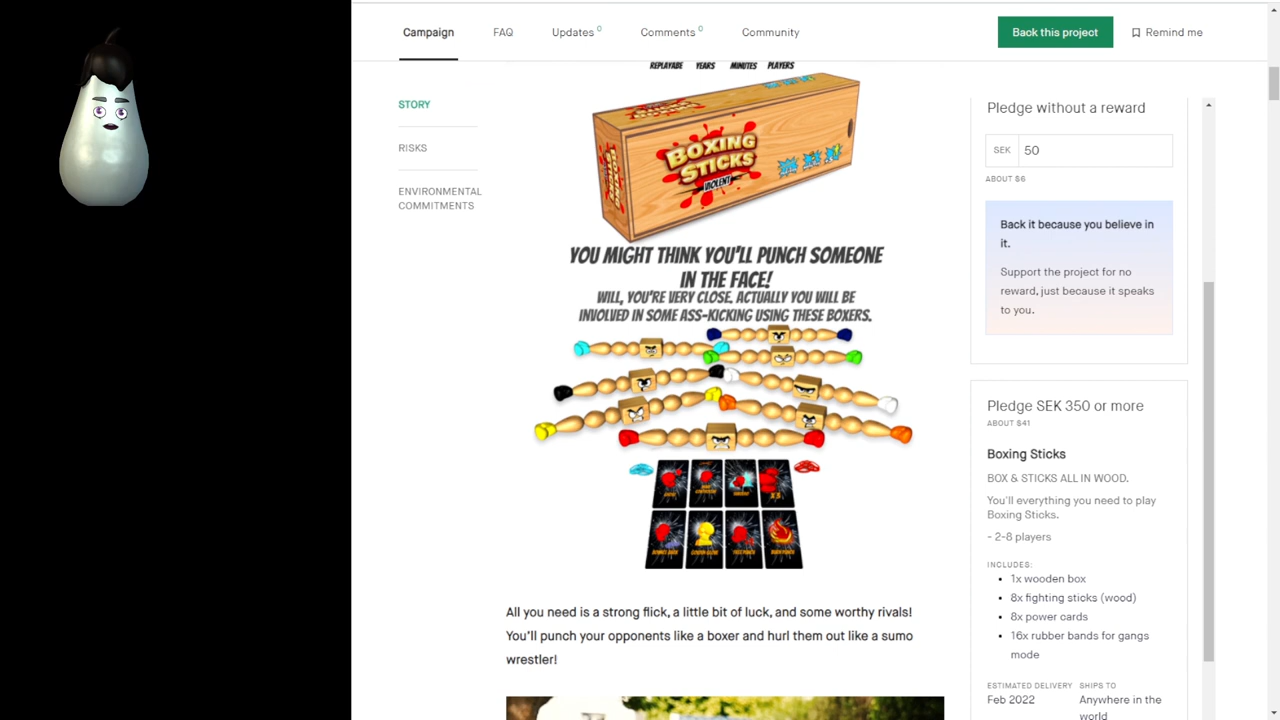 Campaign
FAQ
Updates 0
Comments 0
Community
Back this project
Remind me
REPLAYABLE YEARS MINUTES PLAYERS
STORY
RISKS
ENVIRONMENTAL
COMMITMENTS
BOXING
STICKS
VIOLENT
YOU MIGHT THINK YOU'LL PUNCH SOMEONE
IN THE FACE!
WILL, YOU'RE VERY CLOSE. ACTUALLY YOU WILL BE
INVOLVED IN SOME ASS-KICKING USING THESE BOXERS.
All you need is a strong flick, a little bit of luck, and some worthy rivals!
You'll punch your opponents like a boxer and hurl them out like a sumo
wrestler!
Pledge without a reward
SEK 50
ABOUT $6
Back it because you believe in
it.
Support the project for no
reward, just because it speaks
to you.
Pledge SEK 350 or more
ABOUT $41
Boxing Sticks
BOX & STICKS ALL IN WOOD.
You'll everything you need to play
Boxing Sticks.
- 2-8 players
INCLUDES:
• 1x wooden box
• 8x fighting sticks (wood)
• 8x power cards
• 16x rubber bands for gangs
mode
ESTIMATED DELIVERY
Feb 2022
SHIPS TO
Anywhere in the
world